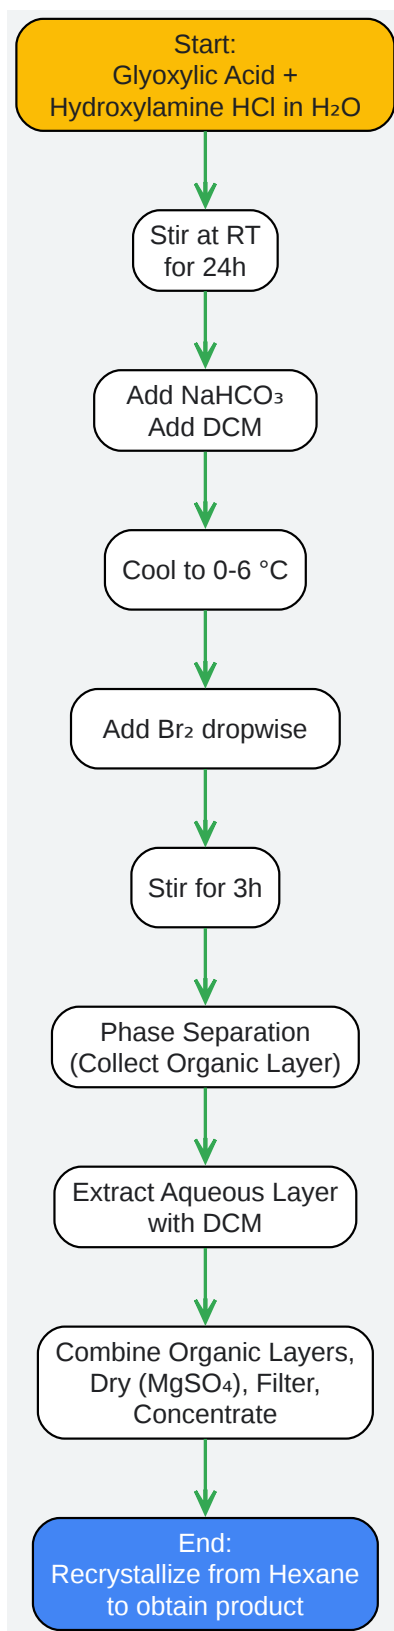 Start:
Glyoxylic Acid +
Hydroxylamine HCl in H₂O
Stir at RT
for 24h
Add NaHCO₃
Add DCM
Cool to 0-6 °C
Add Br₂ dropwise
Stir for 3h
Phase Separation
(Collect Organic Layer)
Extract Aqueous Layer
with DCM
Combine Organic Layers,
Dry (MgSO₄), Filter,
Concentrate
End:
Recrystallize from Hexane
to obtain product